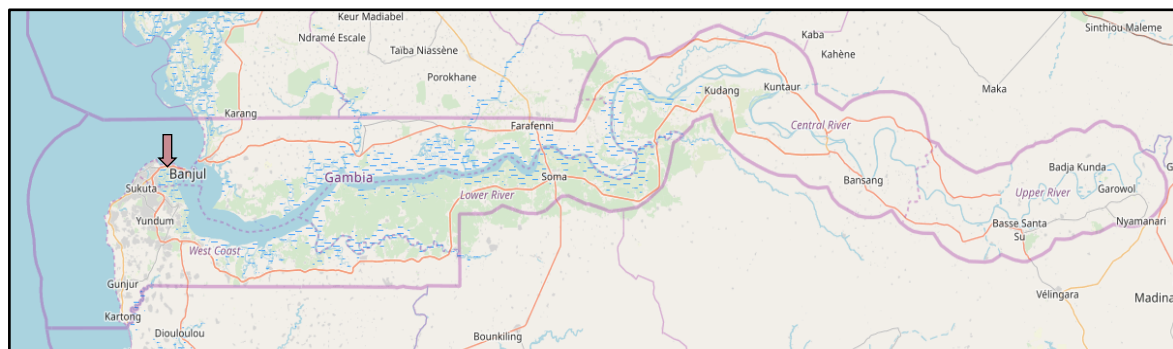 Keur Madiabel
Ndramé Escale
Taïba Niassène
Kaba
Kahène
Sinthiou Maleme
Porokhane
Kudang
Kuntaur
Maka
Karang
Farafenni
Central River
Banjul
Gambia
Soma
Bansang
Badja Kunda
Sukuta
Lower River
Upper River
Garowol
Yundum
Basse Santa
Su
Nyamanari
West Coast
Gunjur
Vélingara
Madina
Kartong
Diouloulou
Bounkiling